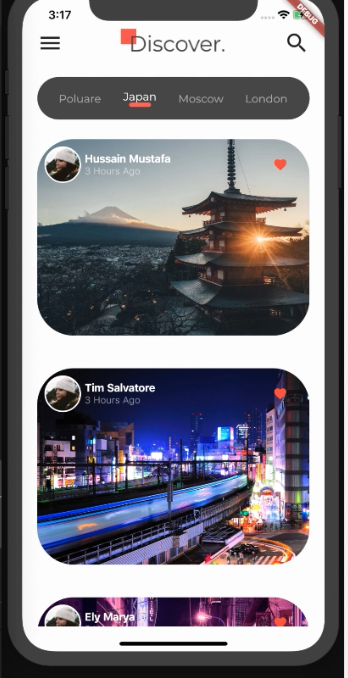 3:17
DEBUG
Discover.
Poluare Japan Moscow London
Hussain Mustafa
3 Hours Ago
Tim Salvatore
3 Hours Ago
Ely Marya